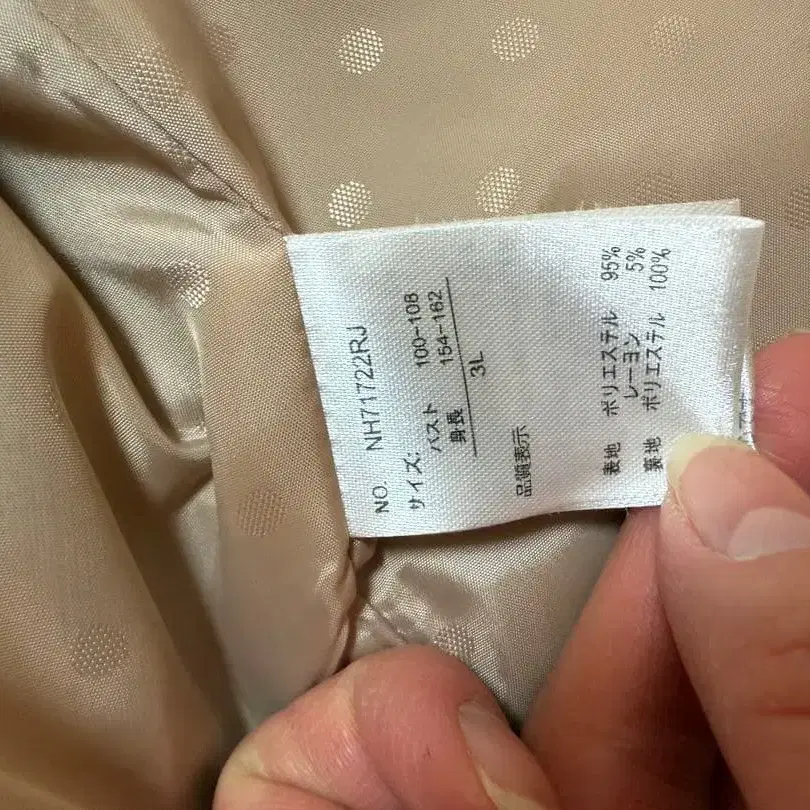 NO. NH71722RJ
サイズ:
バスト 100-108
身長 154-162
3L
品質表示
表地 ポリエステル 95%
レーヨン 5%
裏地 ポリエステル 100%